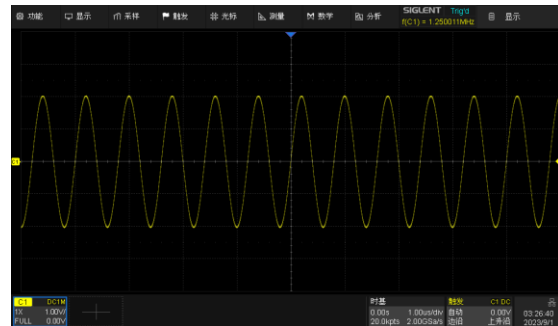 功能 显示 采样 触发 光标 测量 数学 分析 SIGLENT Trig'd 显示
f(C1) = 1.250011MHz
C1
C1 DC1M 时基 触发 C1 DC
1X 1.00V/ 0.00s 1.00us/div 自动 0.00V 03:26:40
FULL 0.00V 20.0kpts 2.00GSa/s 边沿 上升沿 2023/9/1